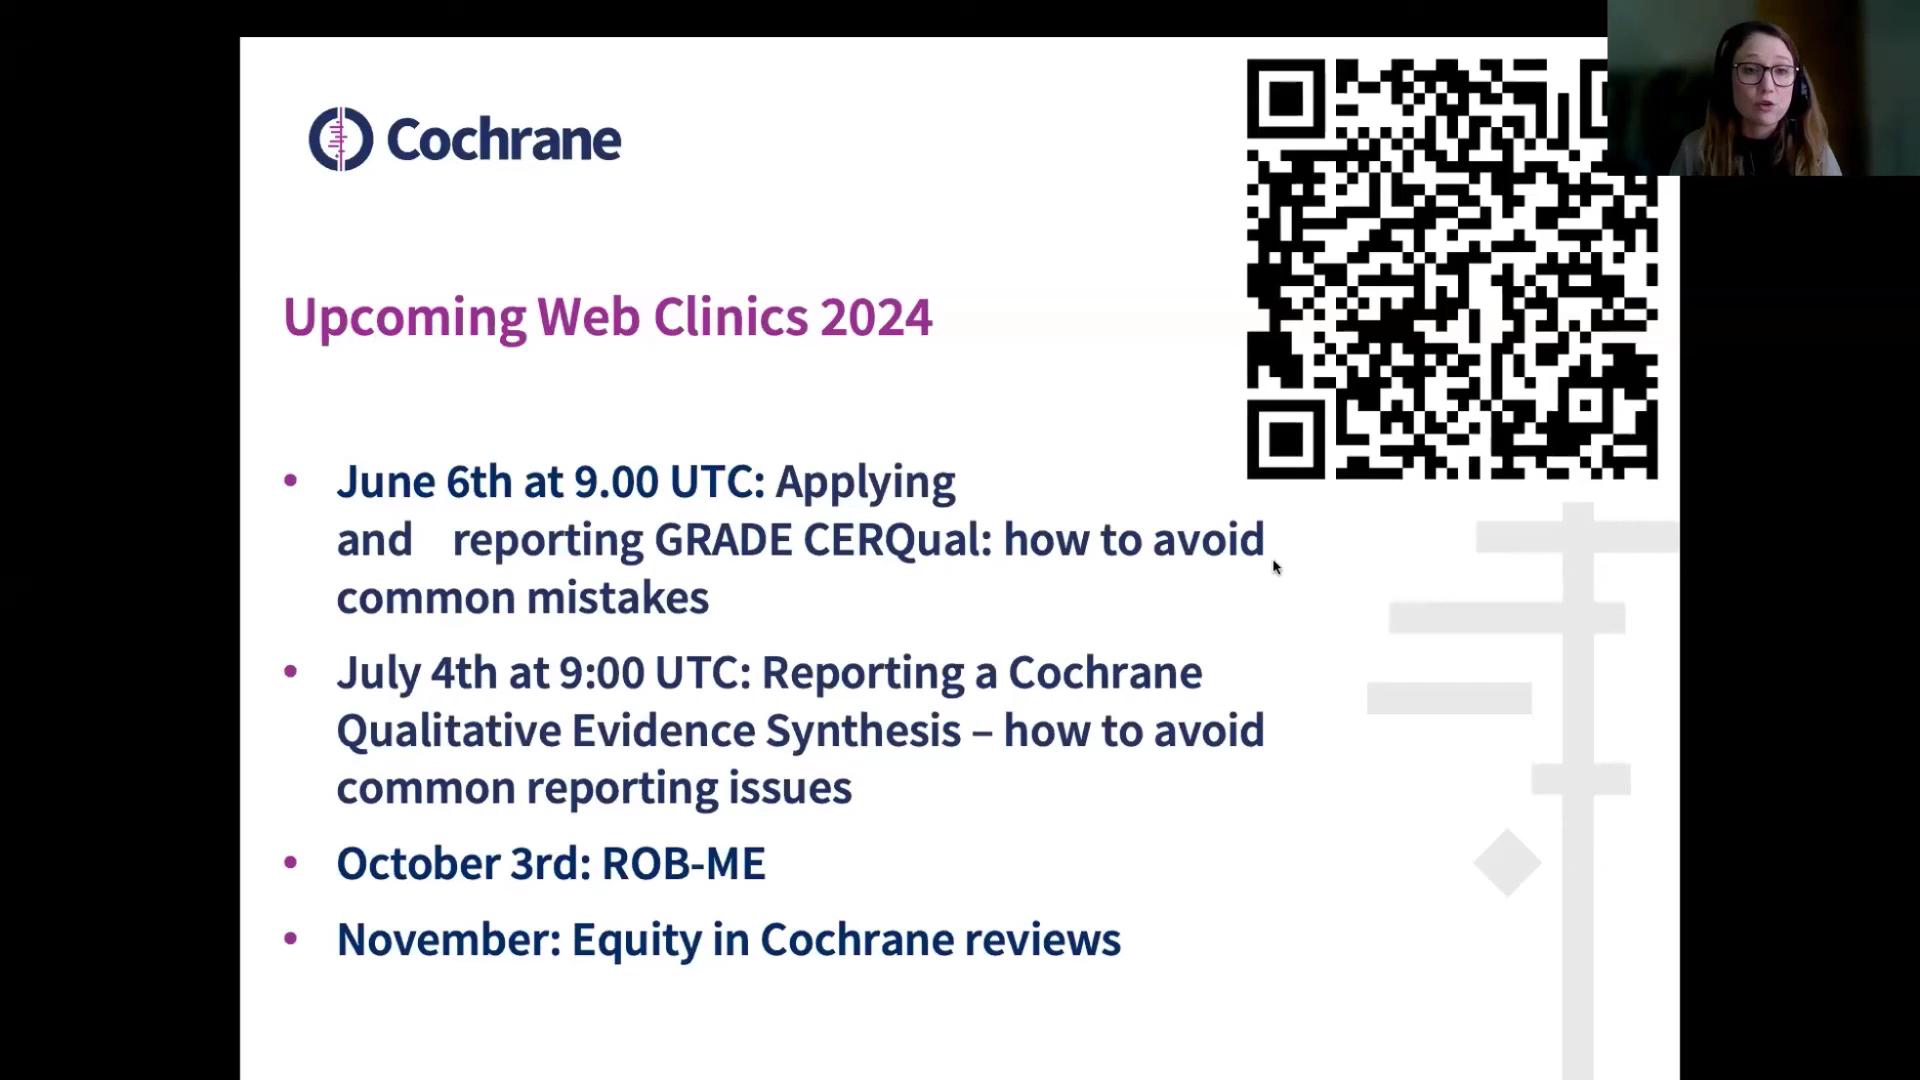 Cochrane
Upcoming Web Clinics 2024
• June 6th at 9.00 UTC: Applying
and    reporting GRADE CERQual: how to avoid
common mistakes
• July 4th at 9:00 UTC: Reporting a Cochrane
Qualitative Evidence Synthesis – how to avoid
common reporting issues
• October 3rd: ROB-ME
• November: Equity in Cochrane reviews